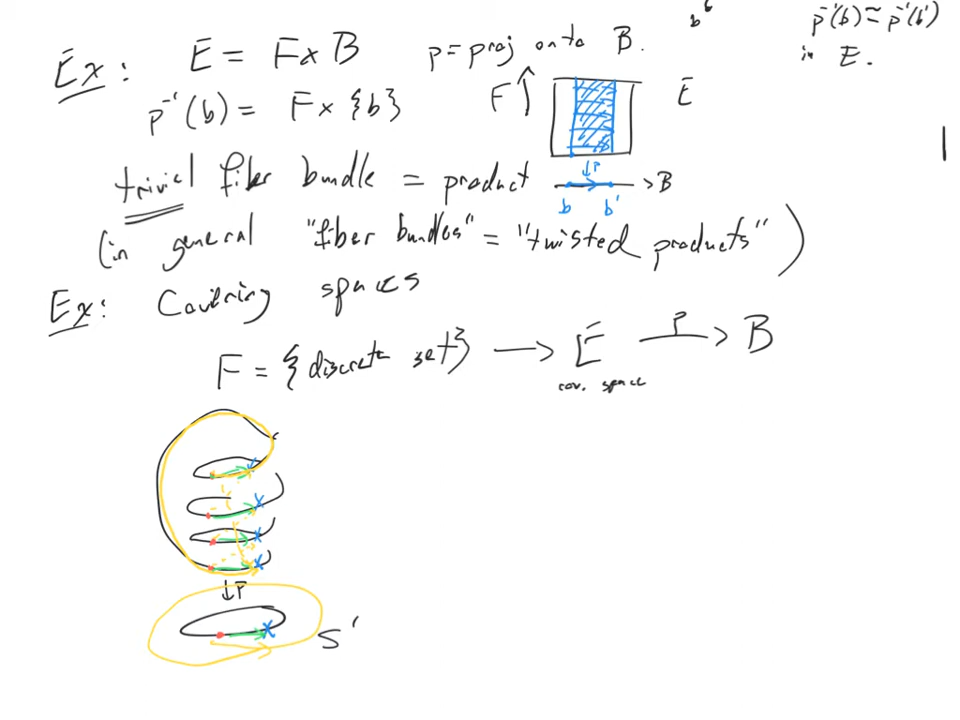 b b
p⁻¹(b) ≈ p⁻¹(b')
in E.
Ex: E = F x B p = proj onto B.
p⁻¹(b) = F x {b} F E
trivial fiber bundle = product ↓P → B
b b'
(in general "fiber bundles" = "twisted products")
Ex: Covering spaces
F = {discrete set} → E —P→ B
cov. space
↓P
S'